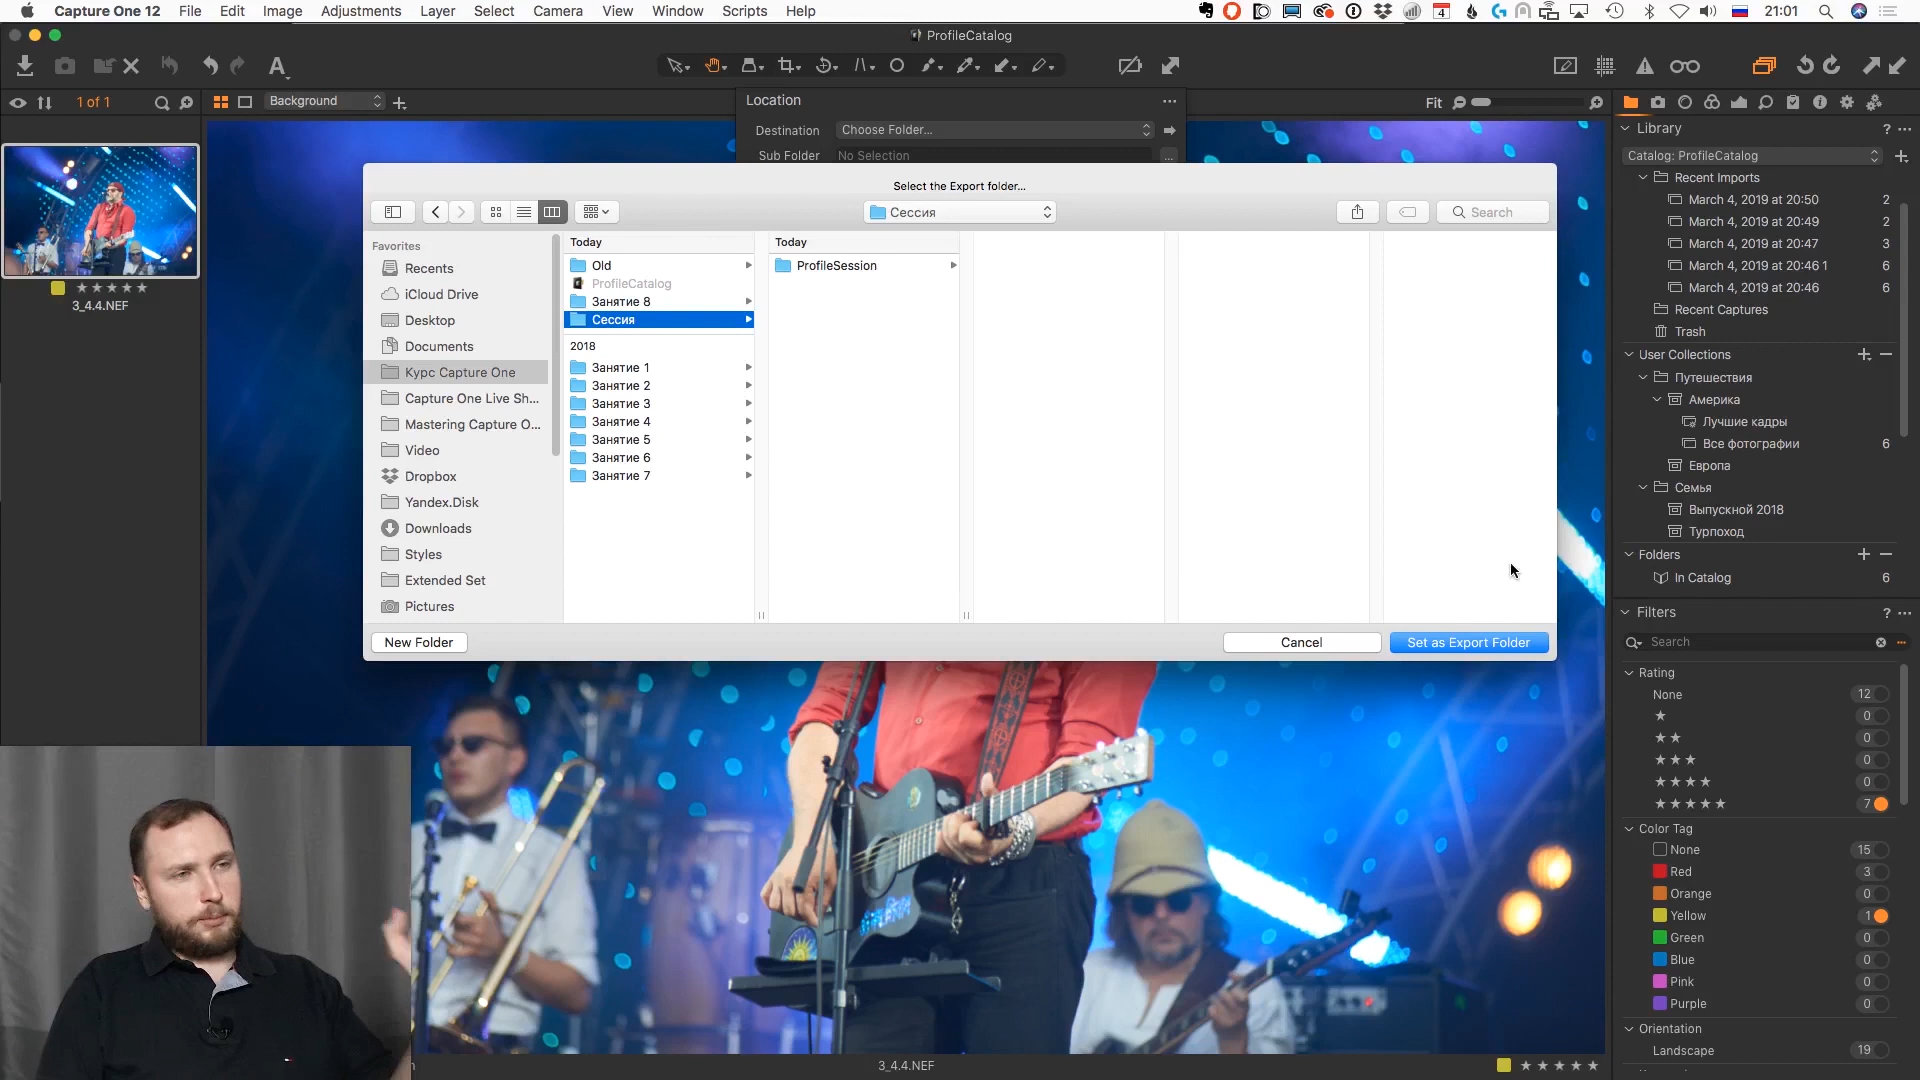 Capture One 12 File Edit Image Adjustments Layer Select Camera View Window Scripts Help 4 21:01
ProfileCatalog
A
1 of 1
Background
Fit
Location
Destination Choose Folder...
Sub Folder No Selection ...
Select the Export folder...
Сессия
Search
Favorites
Recents
iCloud Drive
Desktop
Documents
Курс Capture One
Capture One Live Sh...
Mastering Capture O...
Video
Dropbox
Yandex.Disk
Downloads
Styles
Extended Set
Pictures
Today
Old
ProfileCatalog
Занятие 8
Сессия
2018
Занятие 1
Занятие 2
Занятие 3
Занятие 4
Занятие 5
Занятие 6
Занятие 7
Today
ProfileSession
New Folder
Cancel
Set as Export Folder
3_4.4.NEF
3_4.4.NEF
Library ?
Catalog: ProfileCatalog
Recent Imports
March 4, 2019 at 20:50 2
March 4, 2019 at 20:49 2
March 4, 2019 at 20:47 3
March 4, 2019 at 20:46 1 6
March 4, 2019 at 20:46 6
Recent Captures
Trash
User Collections
Путешествия
Америка
Лучшие кадры
Все фотографии 6
Европа
Семья
Выпускной 2018
Турпоход
Folders
In Catalog 6
Filters ?
Search
Rating
None 12
★ 0
★ ★ 0
★ ★ ★ 0
★ ★ ★ ★ 0
★ ★ ★ ★ ★ 7
Color Tag
None 15
Red 3
Orange 0
Yellow 1
Green 0
Blue 0
Pink 0
Purple 0
Orientation
Landscape 19